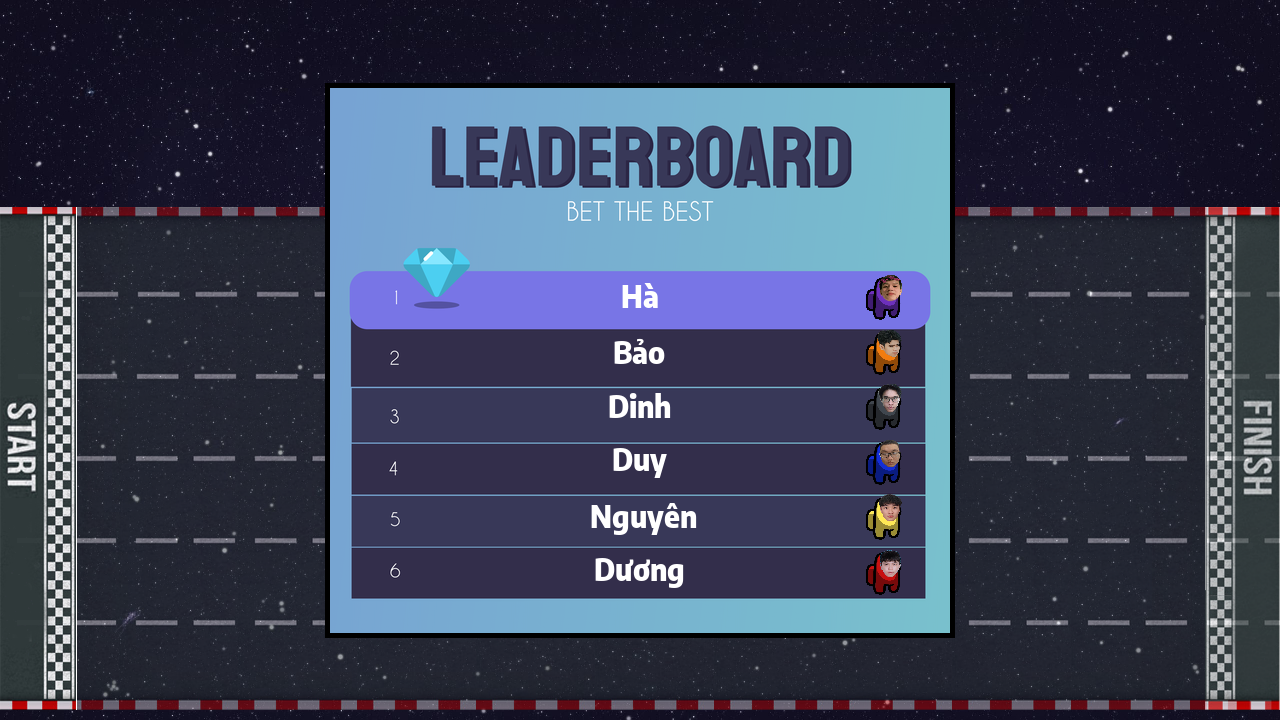 LEADERBOARD
BET THE BEST
1 Hà
2 Bảo
3 Dinh
4 Duy
5 Nguyên
6 Dương
START
FINISH